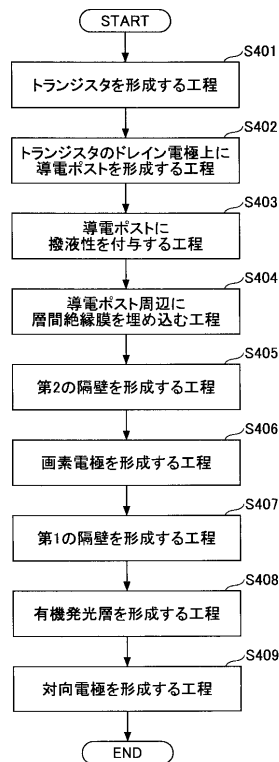 START
S401
トランジスタを形成する工程
S402
トランジスタのドレイン電極上に
導電ポストを形成する工程
S403
導電ポストに
撥液性を付与する工程
S404
導電ポスト周辺に
層間絶縁膜を埋め込む工程
S405
第2の隔壁を形成する工程
S406
画素電極を形成する工程
S407
第1の隔壁を形成する工程
S408
有機発光層を形成する工程
S409
対向電極を形成する工程
END